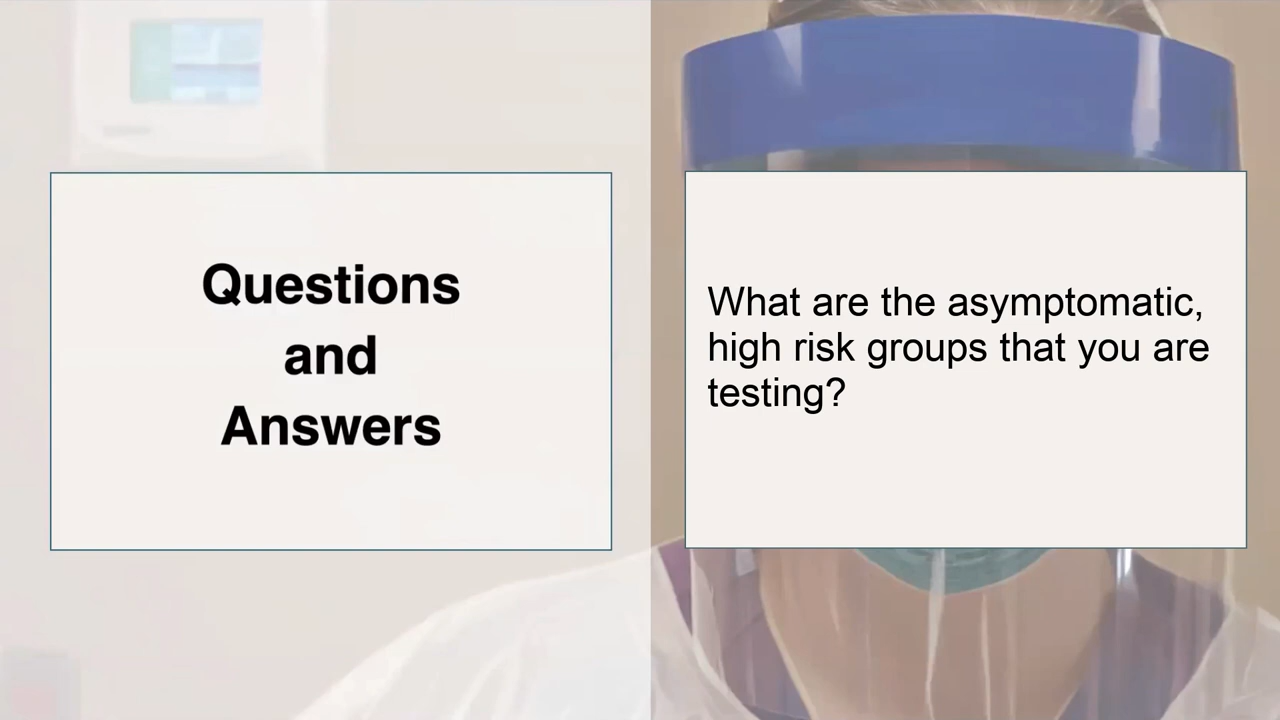 Questions
and
Answers
What are the asymptomatic,
high risk groups that you are
testing?